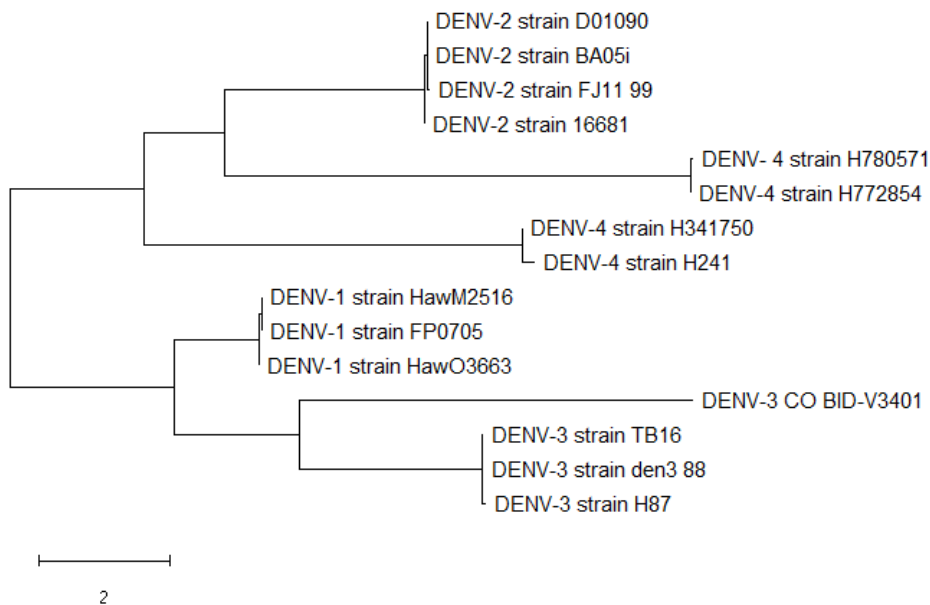 DENV-2 strain D01090
DENV-2 strain BA05i
DENV-2 strain FJ11 99
DENV-2 strain 16681
DENV- 4 strain H780571
DENV-4 strain H772854
DENV-4 strain H341750
DENV-4 strain H241
DENV-1 strain HawM2516
DENV-1 strain FP0705
DENV-1 strain HawO3663
DENV-3 CO BID-V3401
DENV-3 strain TB16
DENV-3 strain den3 88
DENV-3 strain H87
2